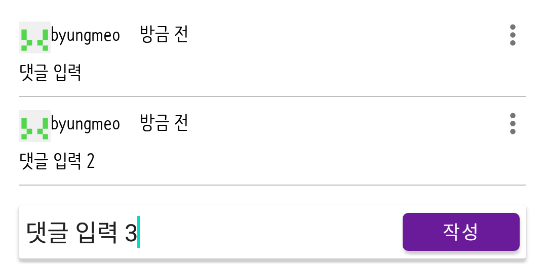 byungmeo 방금 전
댓글 입력
byungmeo 방금 전
댓글 입력 2
댓글 입력 3 작성